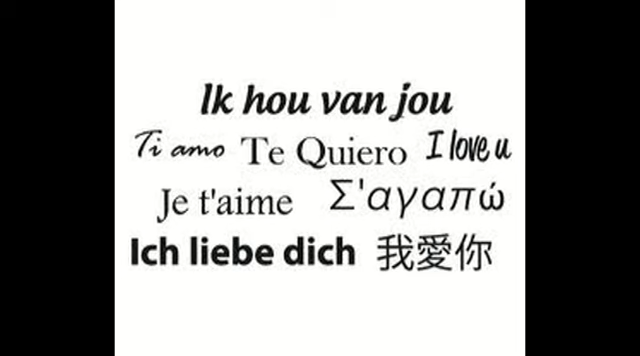 Ik hou van jou
Ti amo Te Quiero I love u
Je t'aime Σ'αγαπώ
Ich liebe dich 我愛你